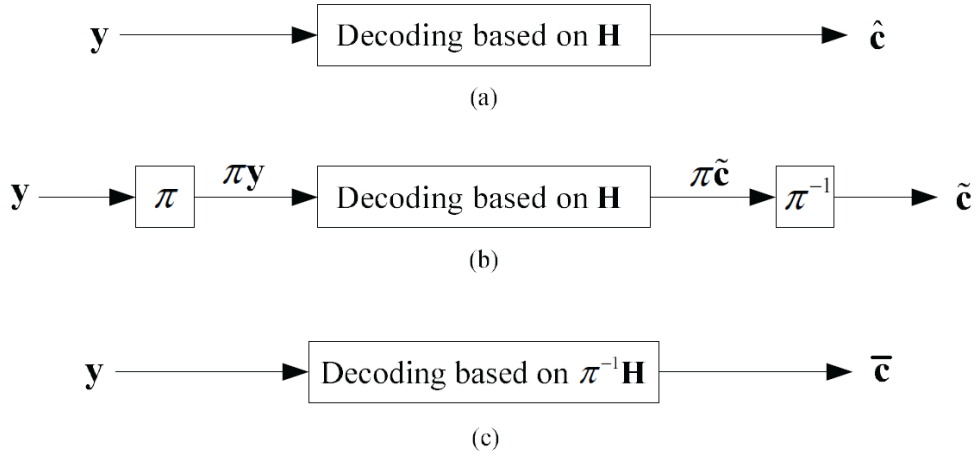 y Decoding based on H ĉ
(a)
y π πy Decoding based on H πc̃ π⁻¹ c̃
(b)
y Decoding based on π⁻¹H c̅
(c)